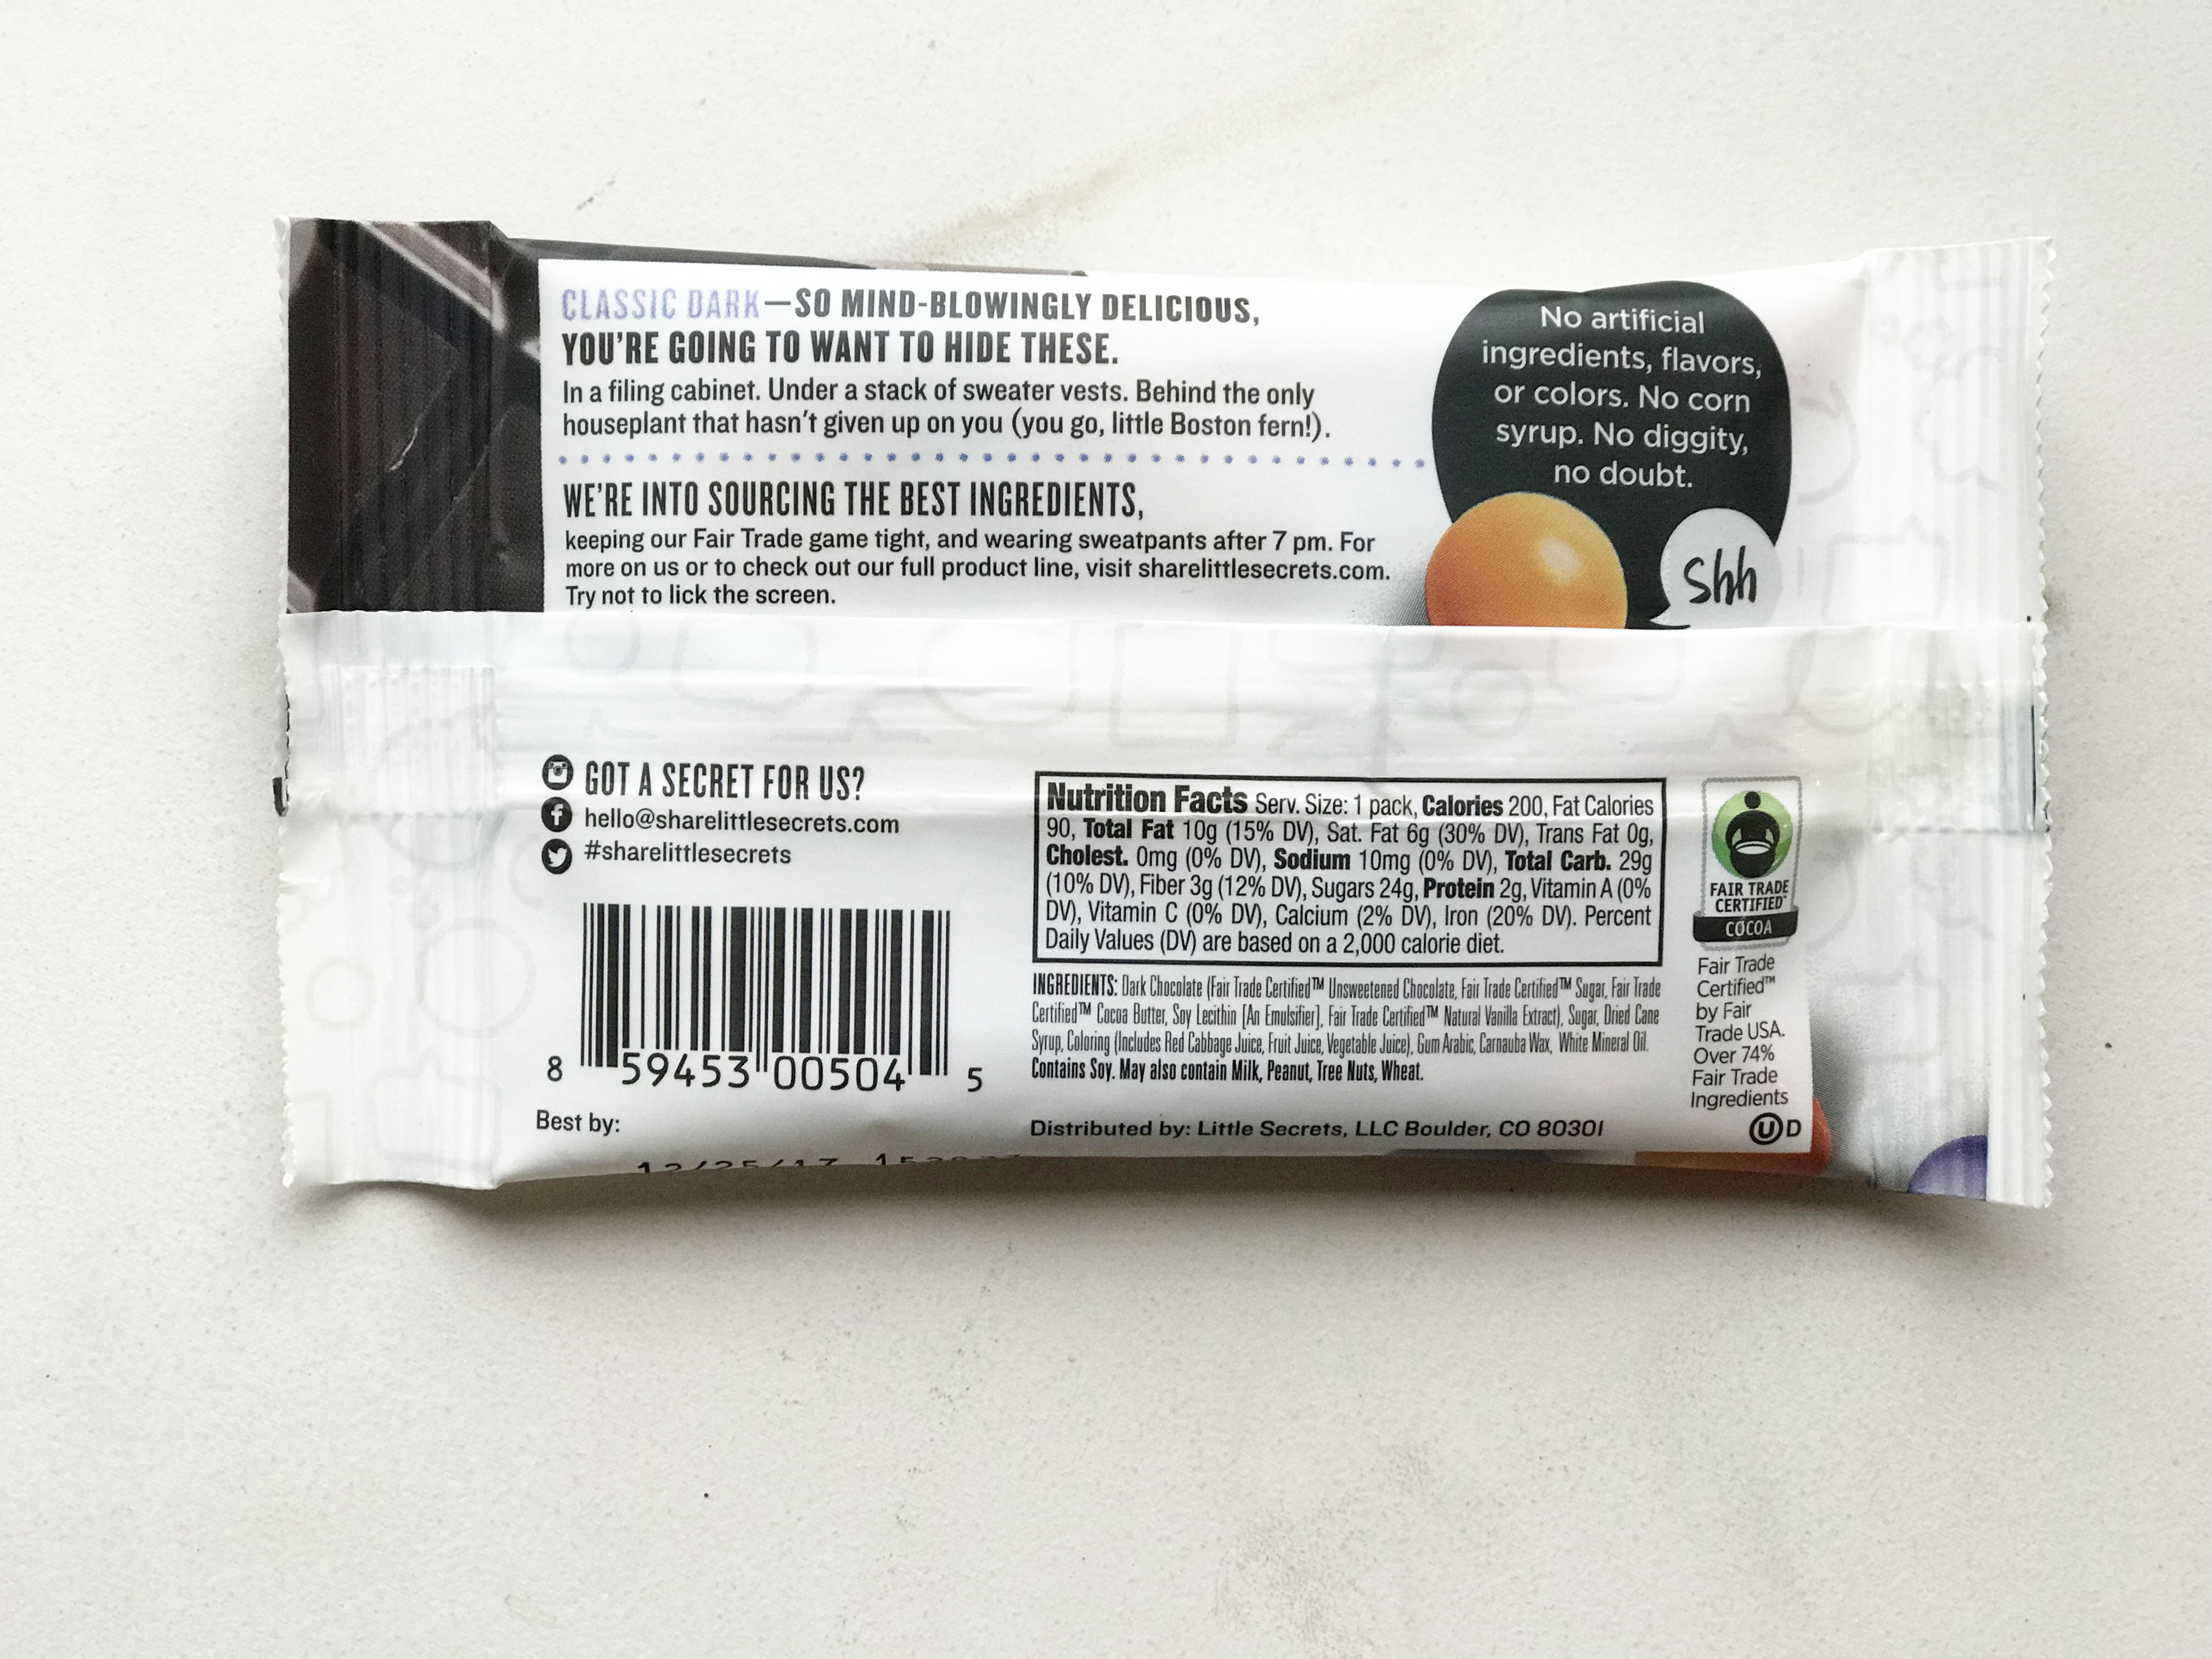 CLASSIC DARK—SO MIND-BLOWINGLY DELICIOUS,
YOU'RE GOING TO WANT TO HIDE THESE.
In a filing cabinet. Under a stack of sweater vests. Behind the only
houseplant that hasn't given up on you (you go, little Boston fern!).
WE'RE INTO SOURCING THE BEST INGREDIENTS,
keeping our Fair Trade game tight, and wearing sweatpants after 7 pm. For
more on us or to check out our full product line, visit sharelittlesecrets.com.
Try not to lick the screen.
No artificial
ingredients, flavors,
or colors. No corn
syrup. No diggity,
no doubt.
Shh
GOT A SECRET FOR US?
hello@sharelittlesecrets.com
#sharelittlesecrets
8 59453 00504 5
Best by:
12/25/17
Nutrition Facts Serv. Size: 1 pack, Calories 200, Fat Calories
90, Total Fat 10g (15% DV), Sat. Fat 6g (30% DV), Trans Fat 0g,
Cholest. 0mg (0% DV), Sodium 10mg (0% DV), Total Carb. 29g
(10% DV), Fiber 3g (12% DV), Sugars 24g, Protein 2g, Vitamin A (0%
DV), Vitamin C (0% DV), Calcium (2% DV), Iron (20% DV). Percent
Daily Values (DV) are based on a 2,000 calorie diet.
INGREDIENTS: Dark Chocolate (Fair Trade Certified™ Unsweetened Chocolate, Fair Trade Certified™ Sugar, Fair Trade
Certified™ Cocoa Butter, Soy Lecithin [An Emulsifier], Fair Trade Certified™ Natural Vanilla Extract), Sugar, Dried Cane
Syrup, Coloring (Includes Red Cabbage Juice, Fruit Juice, Vegetable Juice), Gum Arabic, Carnauba Wax, White Mineral Oil.
Contains Soy. May also contain Milk, Peanut, Tree Nuts, Wheat.
Distributed by: Little Secrets, LLC Boulder, CO 80301
FAIR TRADE
CERTIFIED™
COCOA
Fair Trade
Certified™
by Fair
Trade USA.
Over 74%
Fair Trade
Ingredients
U D